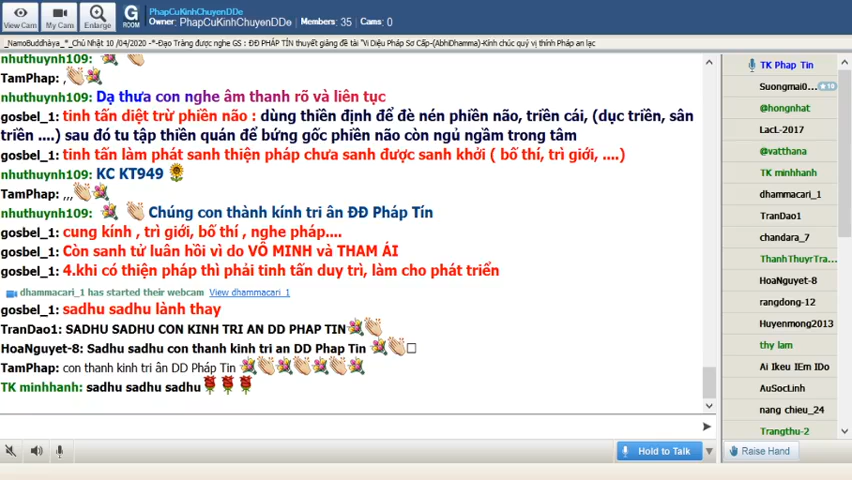 View Cam
My Cam
Enlarge
G
ROOM
PhapCuKinhChuyenDDe
Owner: PhapCuKinhChuyenDDe Members: 35 Cams: 0
_NamoBuddhàya_*_Chủ Nhật 10 /04/2020 -*-Đạo Tràng được nghe GS : ĐĐ PHÁP TÍN thuyết giảng đề tài "Vi Diệu Pháp Sơ Cấp-(AbhiDhamma)-Kính chúc quý vị thính Pháp an lạc
nhuthuynh109:
TamPhap: ,
nhuthuynh109: Dạ thưa con nghe âm thanh rõ và liên tục
gosbel_1: tinh tấn diệt trừ phiền não : dùng thiền định để đè nén phiền não, triền cái, (dục triền, sân
triền ....) sau đó tu tập thiền quán để bứng gốc phiền não còn ngủ ngầm trong tâm
gosbel_1: tinh tấn làm phát sanh thiện pháp chưa sanh được sanh khởi ( bố thí, trì giới, ....)
nhuthuynh109: KC KT949
TamPhap: ,,,
nhuthuynh109: Chúng con thành kính tri ân ĐĐ Pháp Tín
gosbel_1: cung kính , trì giới, bố thí , nghe pháp....
gosbel_1: Còn sanh tử luân hồi vì do VÔ MINH và THAM ÁI
gosbel_1: 4.khi có thiện pháp thì phải tinh tấn duy trì, làm cho phát triển
dhammacari_1 has started their webcam View dhammacari_1
gosbel_1: sadhu sadhu lành thay
TranDao1: SADHU SADHU CON KINH TRI AN DD PHAP TIN
HoaNguyet-8: Sadhu sadhu con thanh kinh tri an DD Phap Tin
TamPhap: con thanh kinh tri ân DD Pháp Tín
TK minhhanh: sadhu sadhu sadhu
Hold to Talk
TK Phap Tin
Suongmai0... 10
@hongnhat
LacL-2017
@vatthana
TK minhhanh
dhammacari_1
TranDao1
chandara_7
ThanhThuyrTra...
HoaNguyet-8
rangdong-12
Huyenmong2013
thy lam
Ai Ikeu IEm IDo
AuSocLinh
nang chieu_24
Trangthu-2
Raise Hand